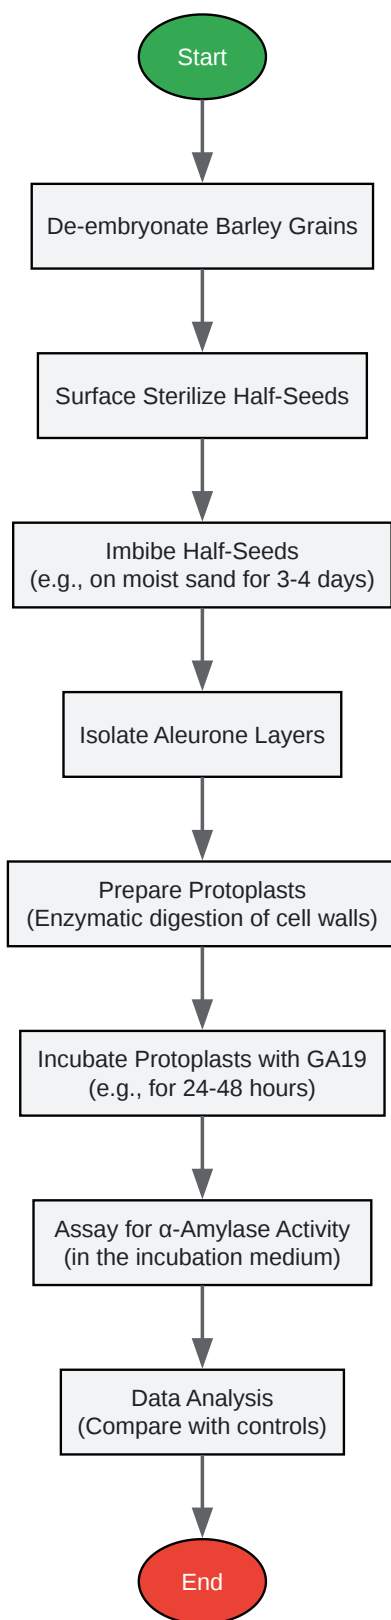 Start
De-embryonate Barley Grains
Surface Sterilize Half-Seeds
Imbibe Half-Seeds
(e.g., on moist sand for 3-4 days)
Isolate Aleurone Layers
Prepare Protoplasts
(Enzymatic digestion of cell walls)
Incubate Protoplasts with GA19
(e.g., for 24-48 hours)
Assay for α-Amylase Activity
(in the incubation medium)
Data Analysis
(Compare with controls)
End